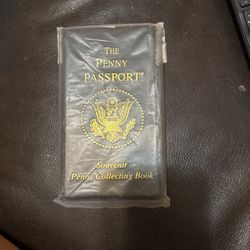 THE
PENNY
PASSPORT®
Souvenir
Penny Collecting Book